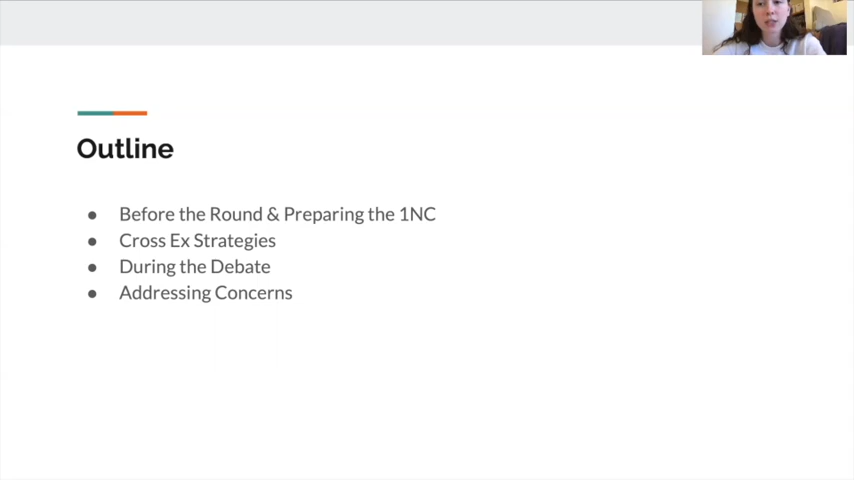 Outline
● Before the Round & Preparing the 1NC
● Cross Ex Strategies
● During the Debate
● Addressing Concerns